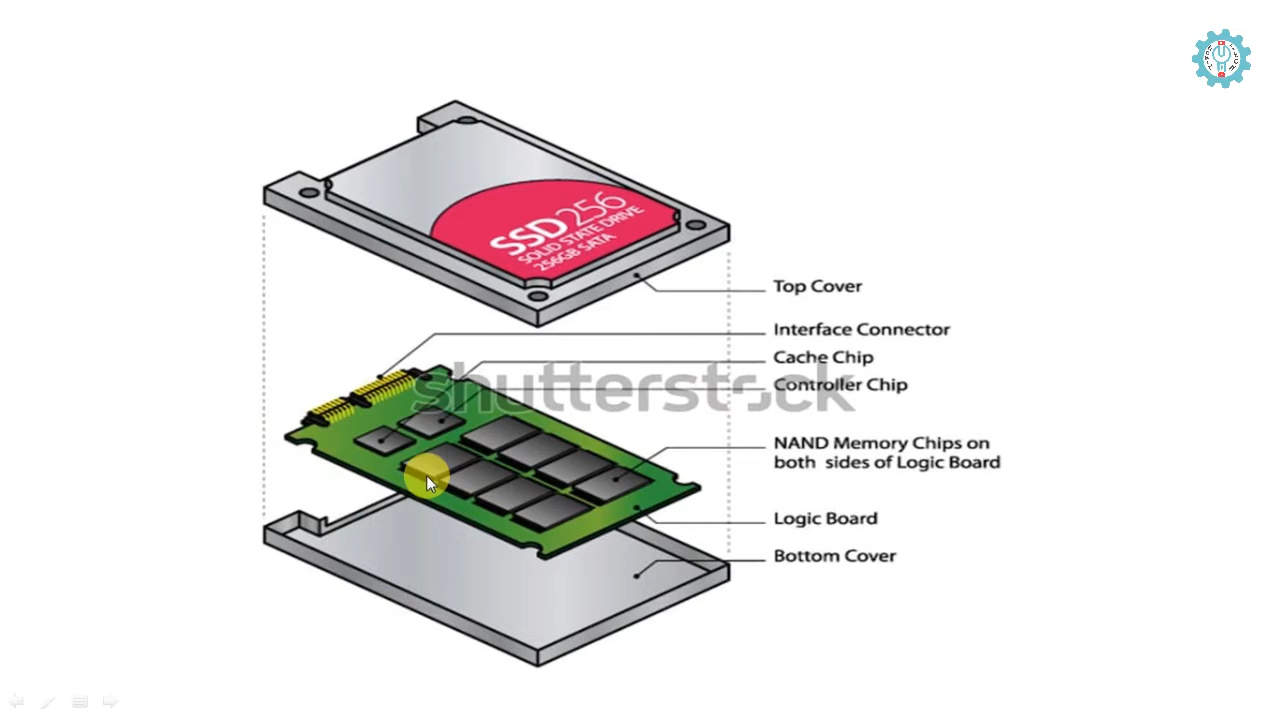 SSD256
SOLID STATE DRIVE
256GB SATA
Top Cover
Interface Connector
Cache Chip
Controller Chip
shutterstock
NAND Memory Chips on
both sides of Logic Board
Logic Board
Bottom Cover